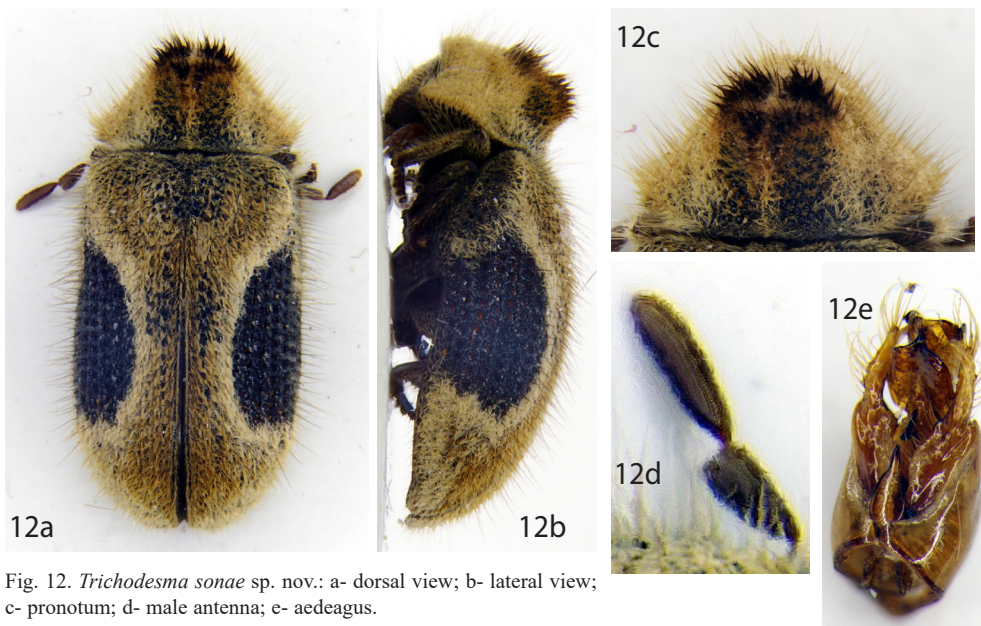 12a
12b
12c
12d
12e
Fig. 12. Trichodesma sonae sp. nov.: a- dorsal view; b- lateral view;
c- pronotum; d- male antenna; e- aedeagus.